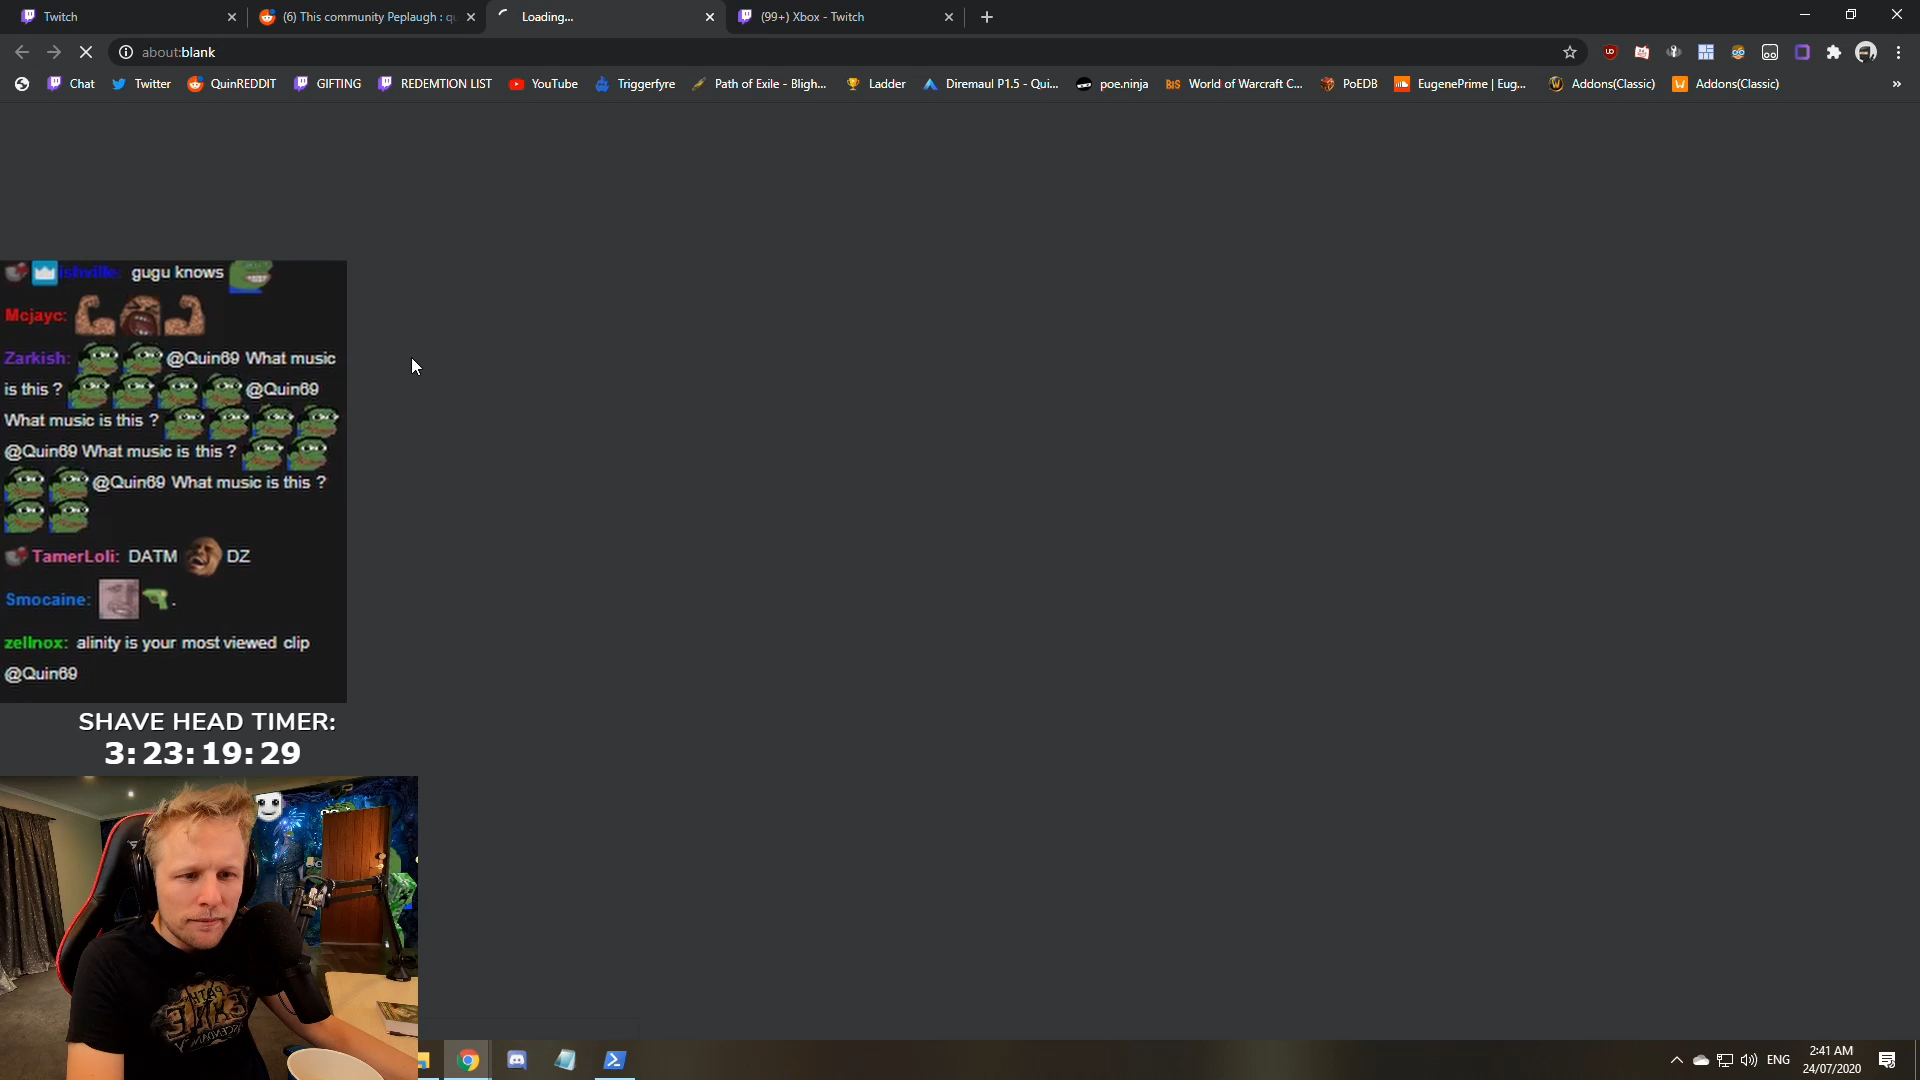 Twitch
(6) This community Peplaugh : qu
Loading...
(99+) Xbox - Twitch
about:blank
Chat
Twitter
QuinREDDIT
GIFTING
REDEMTION LIST
YouTube
Triggerfyre
Path of Exile - Bligh...
Ladder
Diremaul P1.5 - Qui...
poe.ninja
BIS
World of Warcraft C...
PoEDB
EugenePrime | Eug...
Addons(Classic)
Addons(Classic)
»
ishville: gugu knows
Mcjayc:
Zarkish: @Quin69 What music
is this ? @Quin69
What music is this ?
@Quin69 What music is this ?
@Quin69 What music is this ?
TamerLoli: DATM DZ
Smocaine: .
zellnox: alinity is your most viewed clip
@Quin69
SHAVE HEAD TIMER:
3:23:19:29
ENG
2:41 AM
24/07/2020